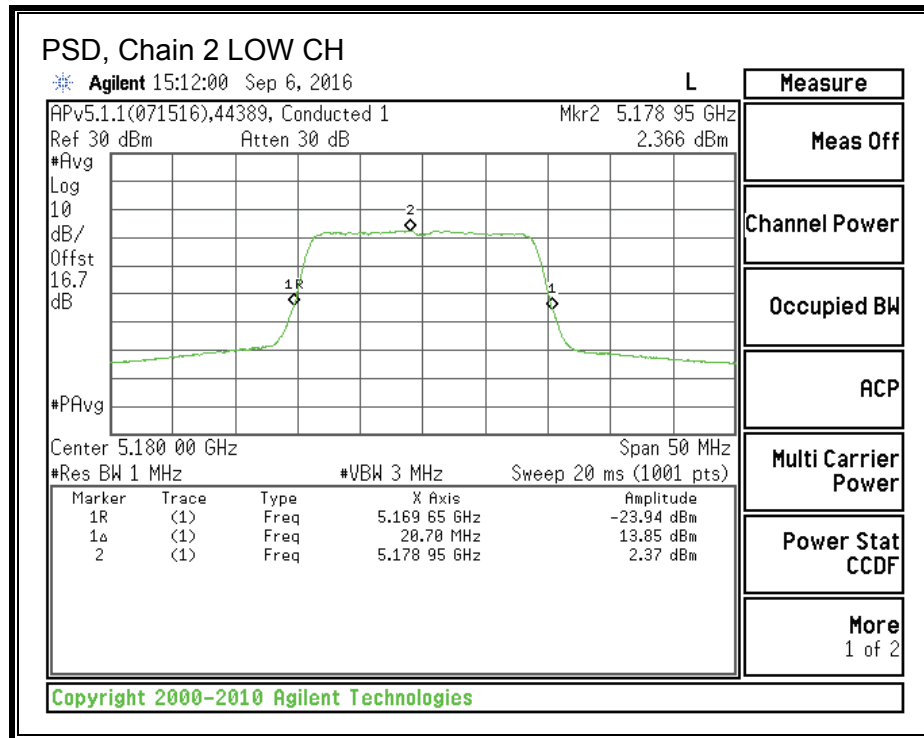 PSD, Chain 2 LOW CH
Agilent 15:12:00 Sep 6, 2016 L
Measure
APv5.1.1(071516),44389, Conducted 1 Mkr2 5.178 95 GHz
Ref 30 dBm Atten 30 dB 2.366 dBm
Meas Off
#Avg
Log
10
dB/
Offst
16.7
dB
2
1R
1
#PAvg
Channel Power
Occupied BW
ACP
Center 5.180 00 GHz Span 50 MHz
#Res BW 1 MHz #VBW 3 MHz Sweep 20 ms (1001 pts)
Multi Carrier
Power
Marker Trace Type X Axis Amplitude
1R (1) Freq 5.169 65 GHz -23.94 dBm
1Δ (1) Freq 20.70 MHz 13.85 dBm
2 (1) Freq 5.178 95 GHz 2.37 dBm
Power Stat
CCDF
More
1 of 2
Copyright 2000-2010 Agilent Technologies